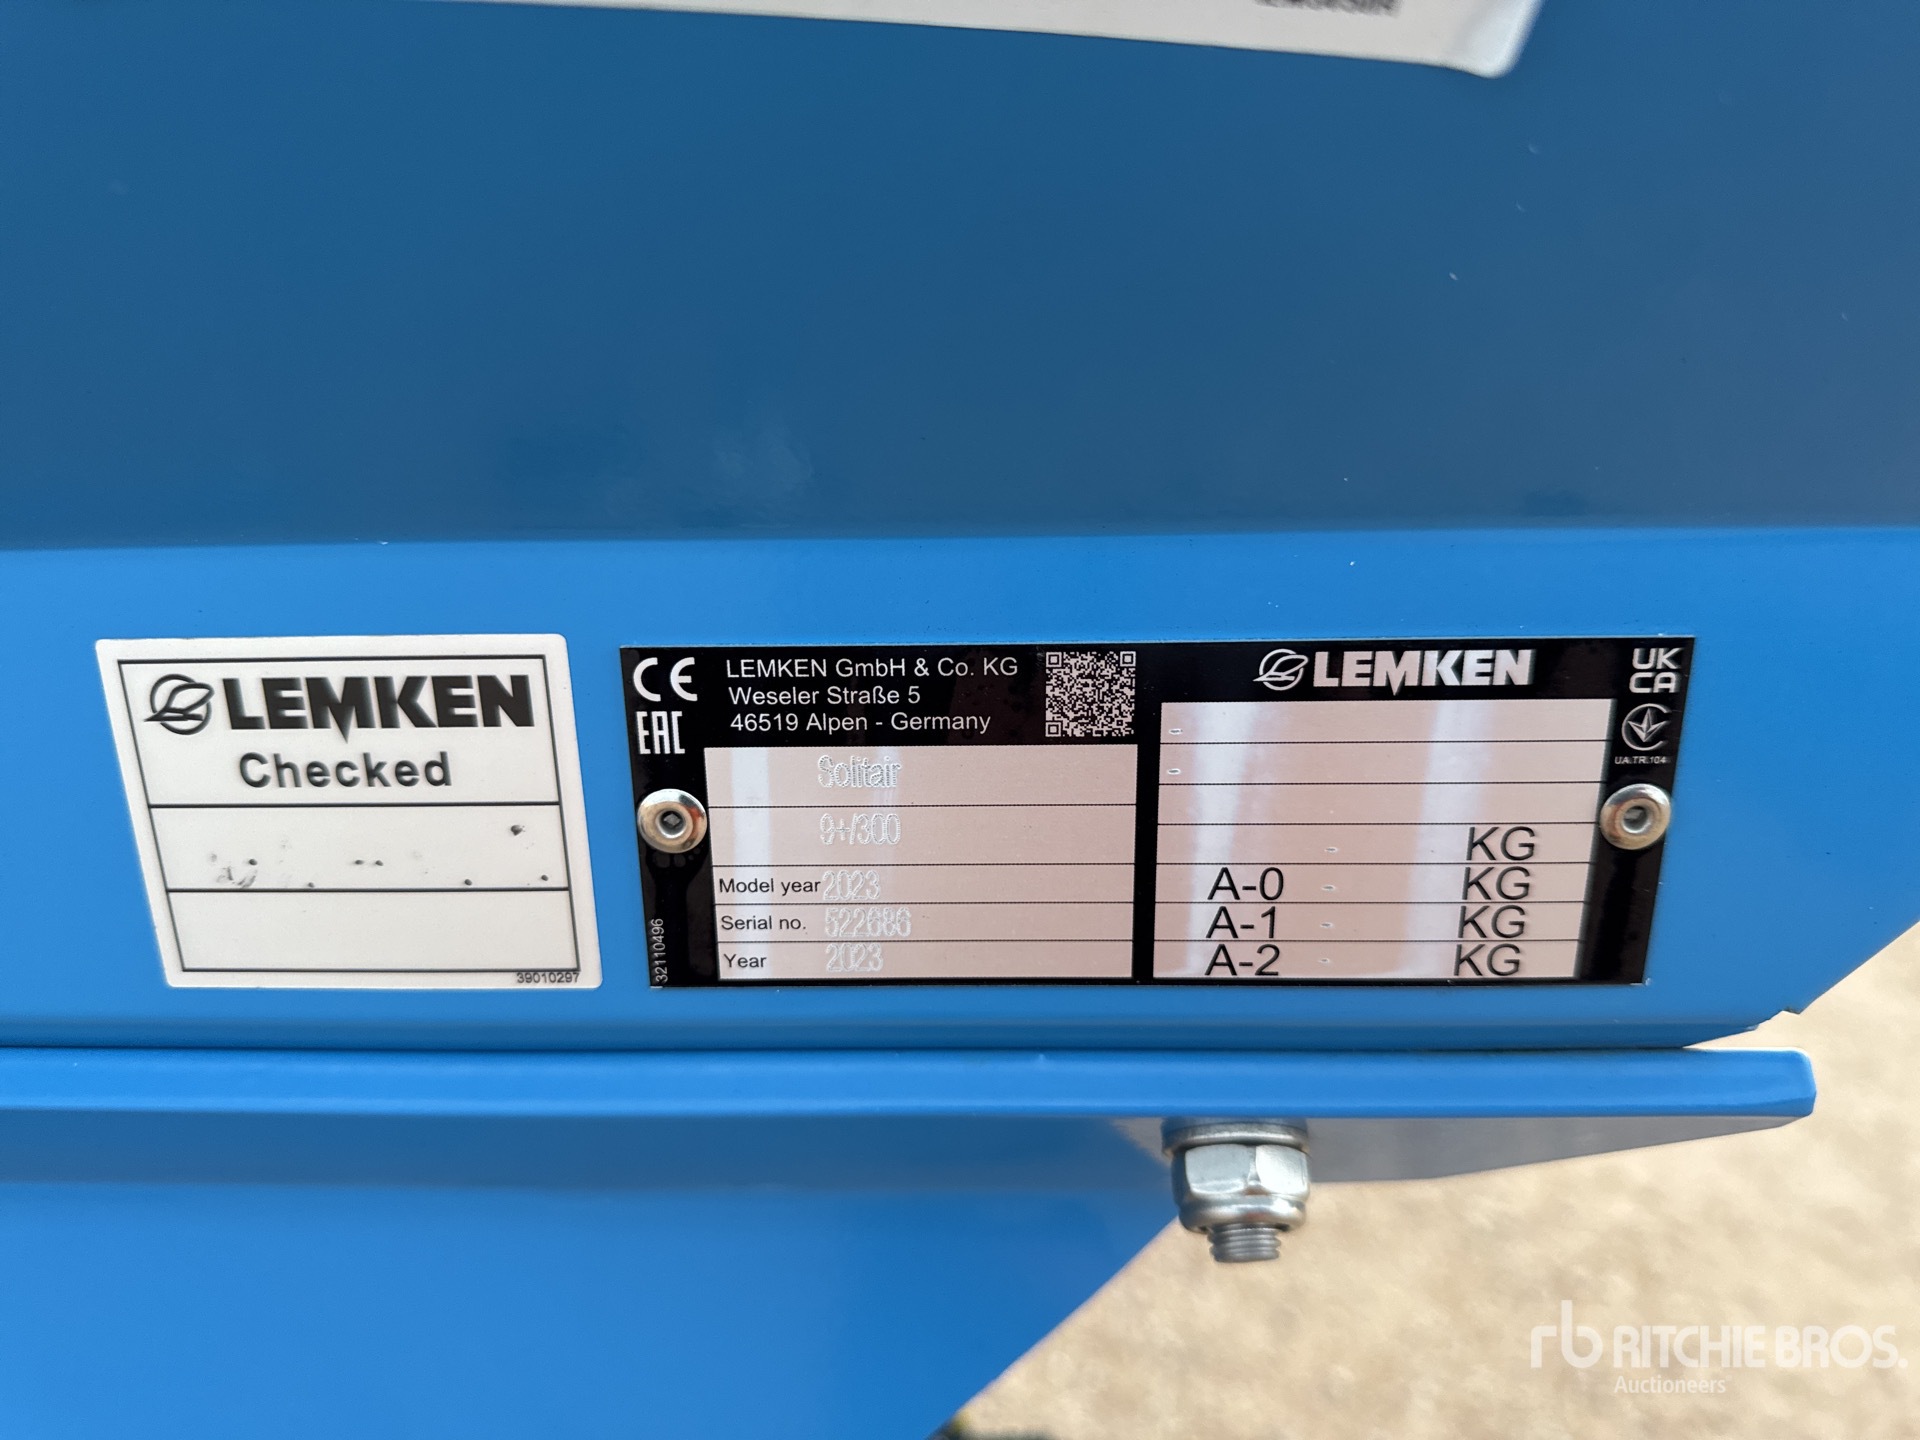 LEMKEN
Checked
39010297
CE
EAC
LEMKEN GmbH & Co. KG
Weseler Straße 5
46519 Alpen - Germany
Solitair
9+/300
Model year 2023
Serial no. 522686
Year 2023
32110496
LEMKEN
UK
CA
UA.TR.104
-
-
- KG
A-0 - KG
A-1 - KG
A-2 - KG
rb RITCHIE BROS.
Auctioneers